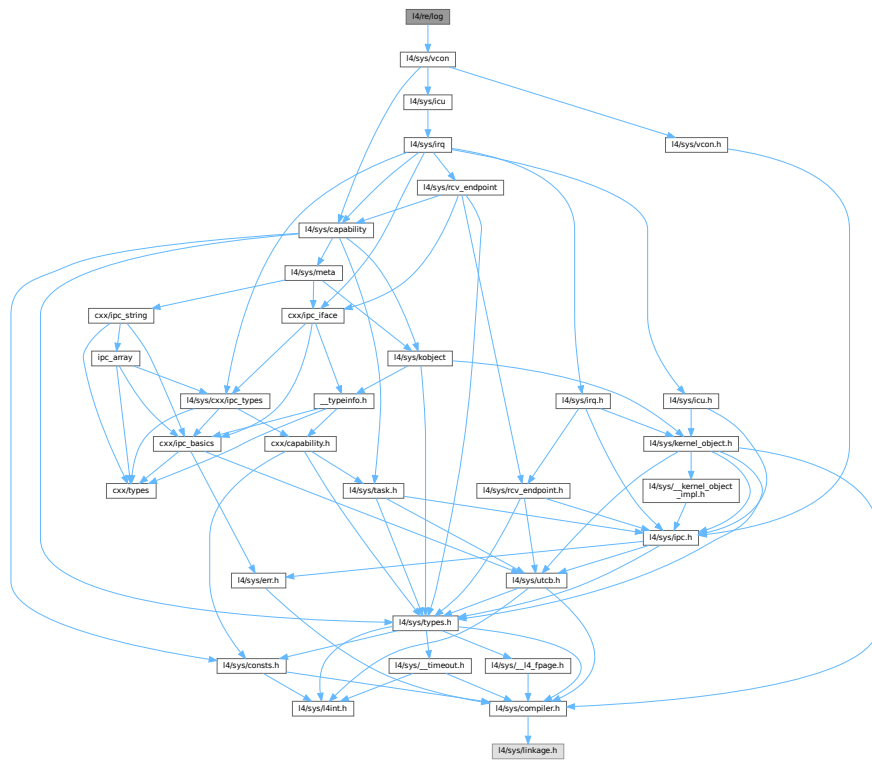 l4/re/log
l4/sys/vcon
l4/sys/icu
l4/sys/irq
l4/sys/vcon.h
l4/sys/rcv_endpoint
l4/sys/capability
l4/sys/meta
cxx/ipc_string
cxx/ipc_iface
ipc_array
l4/sys/kobject
l4/sys/cxx/ipc_types
__typeinfo.h
l4/sys/irq.h
l4/sys/icu.h
cxx/ipc_basics
cxx/capability.h
l4/sys/kernel_object.h
cxx/types
l4/sys/task.h
l4/sys/rcv_endpoint.h
l4/sys/__kernel_object
_impl.h
l4/sys/ipc.h
l4/sys/err.h
l4/sys/utcb.h
l4/sys/types.h
l4/sys/consts.h
l4/sys/__timeout.h
l4/sys/__l4_fpage.h
l4/sys/l4int.h
l4/sys/compiler.h
l4/sys/linkage.h